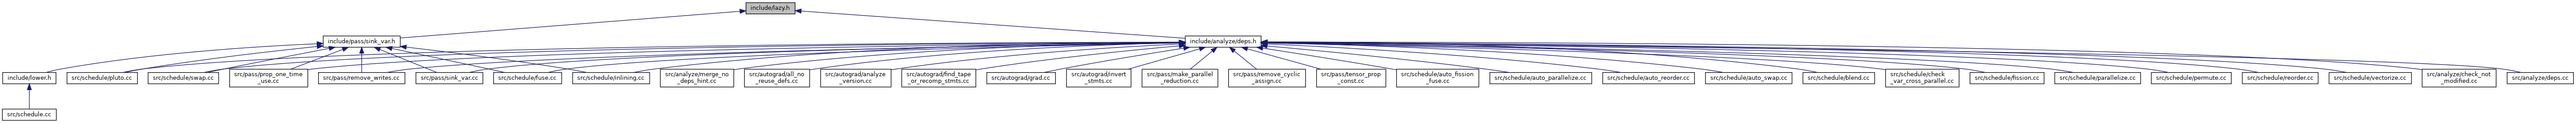 include/lazy.h
include/pass/sink_var.h
include/analyze/deps.h
include/lower.h
src/schedule/pluto.cc
src/schedule/swap.cc
src/pass/prop_one_time
_use.cc
src/pass/remove_writes.cc
src/pass/sink_var.cc
src/schedule/fuse.cc
src/schedule/inlining.cc
src/analyze/merge_no
_deps_hint.cc
src/autograd/all_no
_reuse_defs.cc
src/autograd/analyze
_version.cc
src/autograd/find_tape
_or_recomp_stmts.cc
src/autograd/grad.cc
src/autograd/invert
_stmts.cc
src/pass/make_parallel
_reduction.cc
src/pass/remove_cyclic
_assign.cc
src/pass/tensor_prop
_const.cc
src/schedule/auto_fission
_fuse.cc
src/schedule/auto_parallelize.cc
src/schedule/auto_reorder.cc
src/schedule/auto_swap.cc
src/schedule/blend.cc
src/schedule/check
_var_cross_parallel.cc
src/schedule/fission.cc
src/schedule/parallelize.cc
src/schedule/permute.cc
src/schedule/reorder.cc
src/schedule/vectorize.cc
src/analyze/check_not
_modified.cc
src/analyze/deps.cc
src/schedule.cc